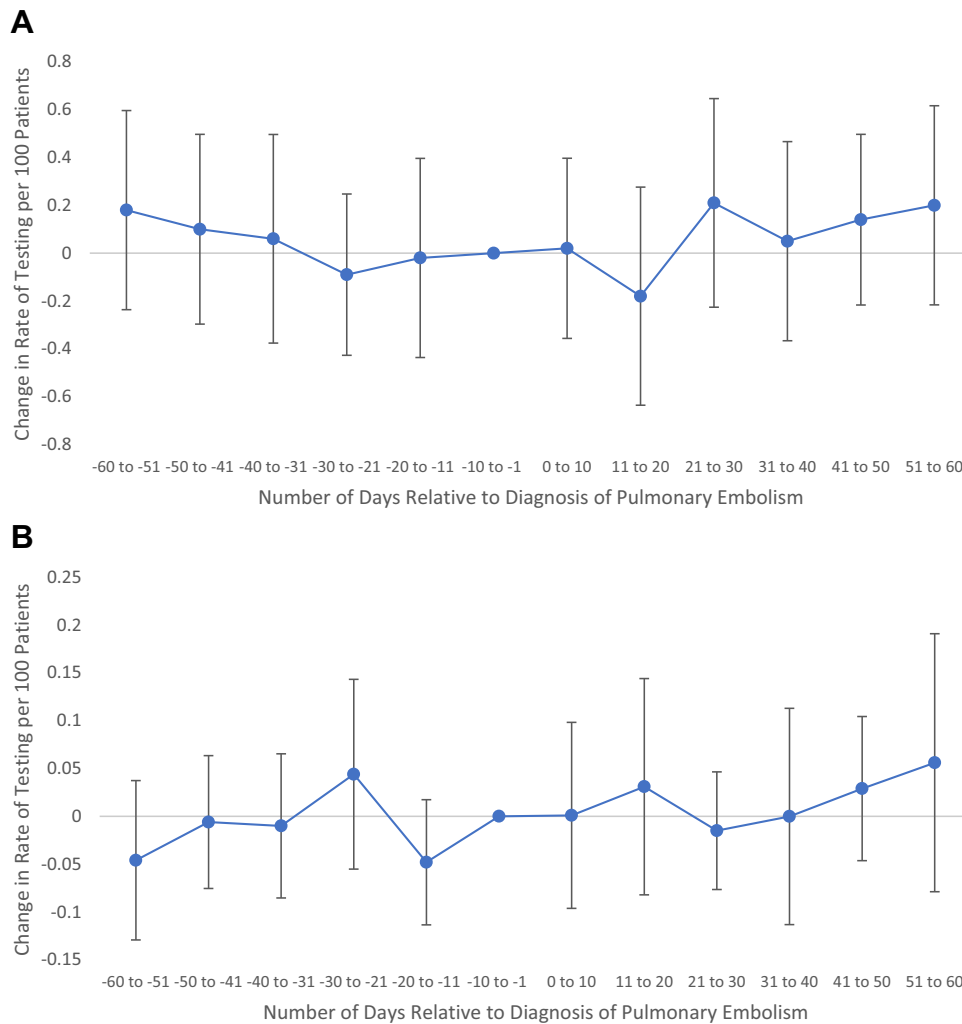 A
Change in Rate of Testing per 100 Patients
0.8
0.6
0.4
0.2
0
-0.2
-0.4
-0.6
-0.8
-60 to -51 -50 to -41 -40 to -31 -30 to -21 -20 to -11 -10 to -1 0 to 10 11 to 20 21 to 30 31 to 40 41 to 50 51 to 60
Number of Days Relative to Diagnosis of Pulmonary Embolism
B
Change in Rate of Testing per 100 Patients
0.25
0.2
0.15
0.1
0.05
0
-0.05
-0.1
-0.15
-60 to -51 -50 to -41 -40 to -31 -30 to -21 -20 to -11 -10 to -1 0 to 10 11 to 20 21 to 30 31 to 40 41 to 50 51 to 60
Number of Days Relative to Diagnosis of Pulmonary Embolism